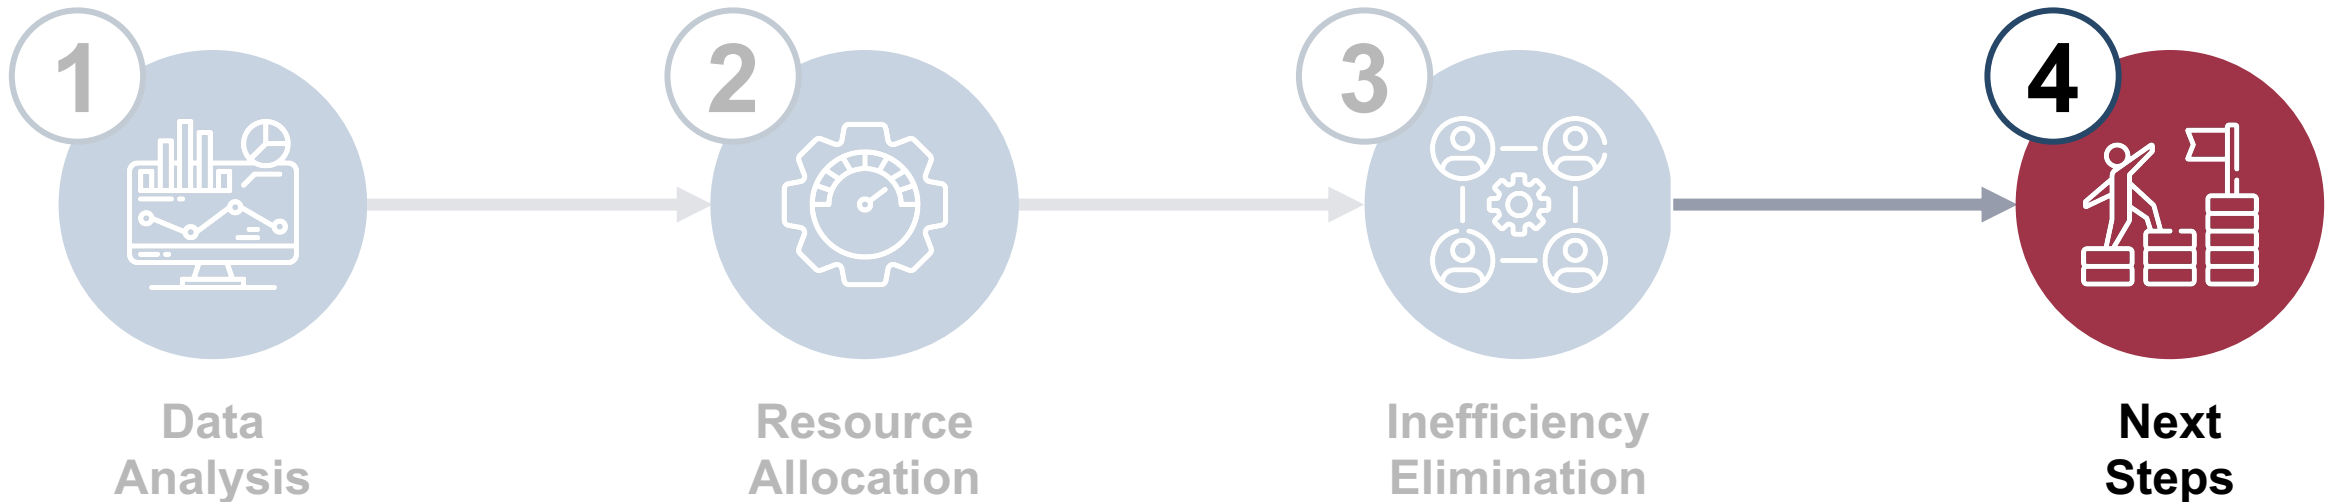 1
2
3
4
Data
Analysis
Resource
Allocation
Inefficiency
Elimination
Next
Steps